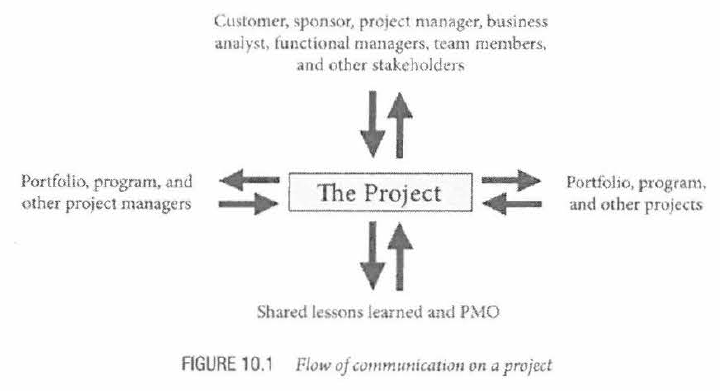 Customer, sponsor, project manager, business
analyst, functional managers, team members,
and other stakeholders
Portfolio, program, and
other project managers
The Project
Portfolio, program,
and other projects
Shared lessons learned and PMO
FIGURE 10.1 Flow of communication on a project